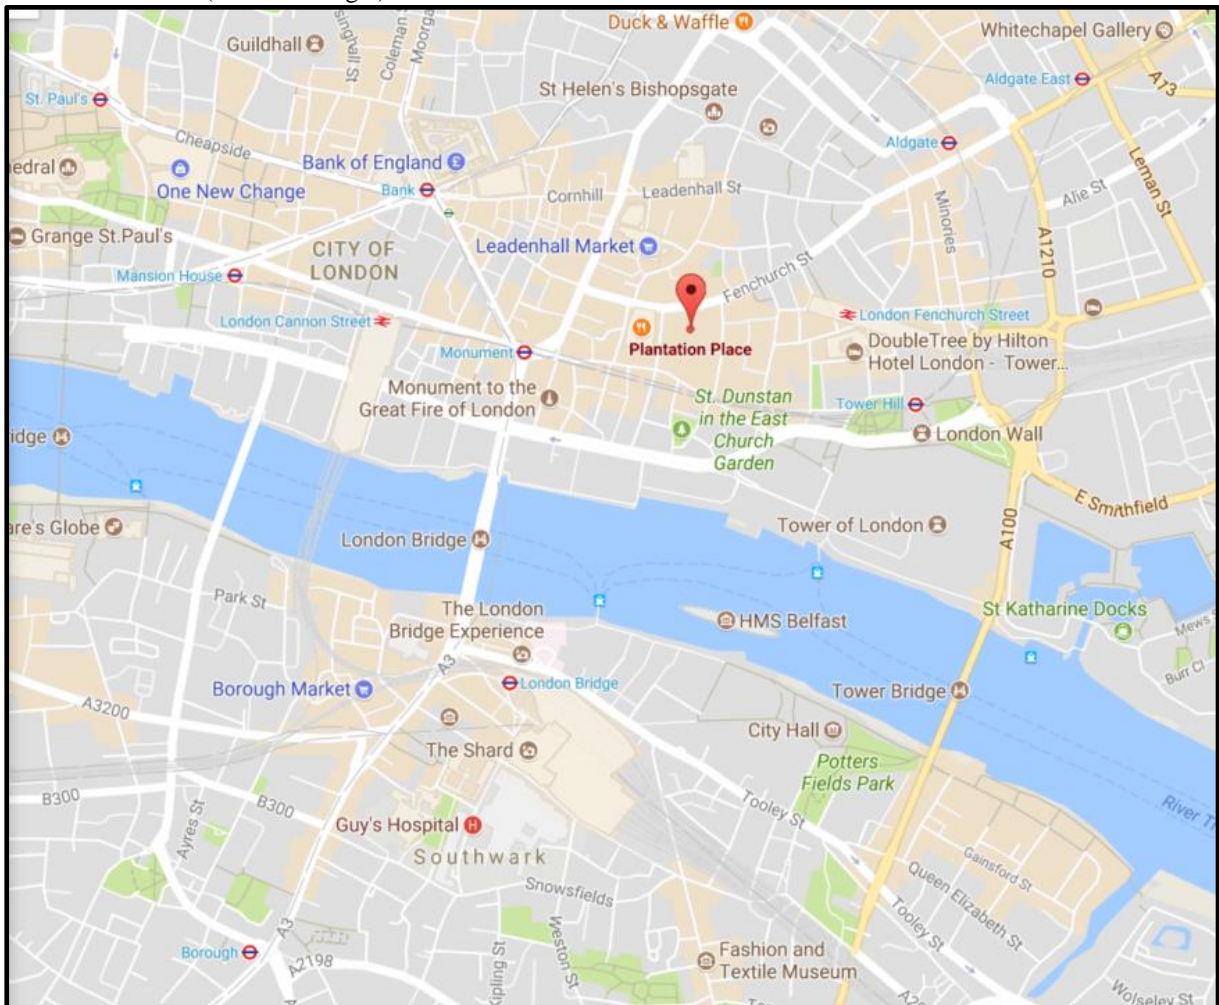 Duck & Waffle
Whitechapel Gallery
Guildhall
Coleman St
Moorgate
Aldgate East
A13
St. Paul's
St Helen's Bishopsgate
Cheapside
Aldgate
Leman St
Bank of England
One New Change
Bank
Cornhill
Leadenhall St
Alie St
Minories
Grange St.Paul's
Leadenhall Market
A1210
CITY OF
LONDON
Mansion House
Fenchurch St
London Cannon Street
London Fenchurch Street
Monument
Plantation Place
DoubleTree by Hilton
Hotel London - Tower...
Monument to the
Great Fire of London
St. Dunstan
in the East
Church
Garden
Tower Hill
London Wall
idge
E Smithfield
are's Globe
Tower of London
A100
London Bridge
Park St
The London
Bridge Experience
HMS Belfast
St Katharine Docks
Mews S
A3
Burr Cl
Borough Market
London Bridge
Tower Bridge
A3200
City Hall
The Shard
Potters
Fields Park
B300
B300
Tooley St
River T
Ayres St
Guy's Hospital
Southwark
Gainsford St
Snowsfields
Queen Elizabeth St
Tooley St
A3
Weston St
Kipling St
Borough
A2198
Fashion and
Textile Museum
Wolseley St